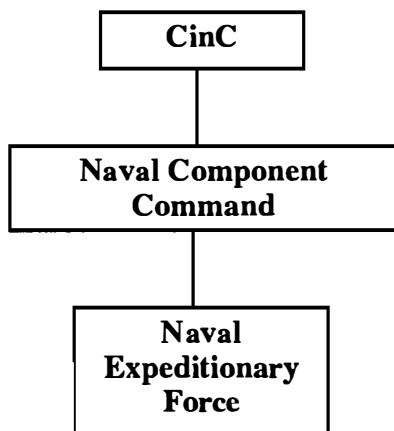 CinC
Naval Component
Command
Naval
Expeditionary
Force